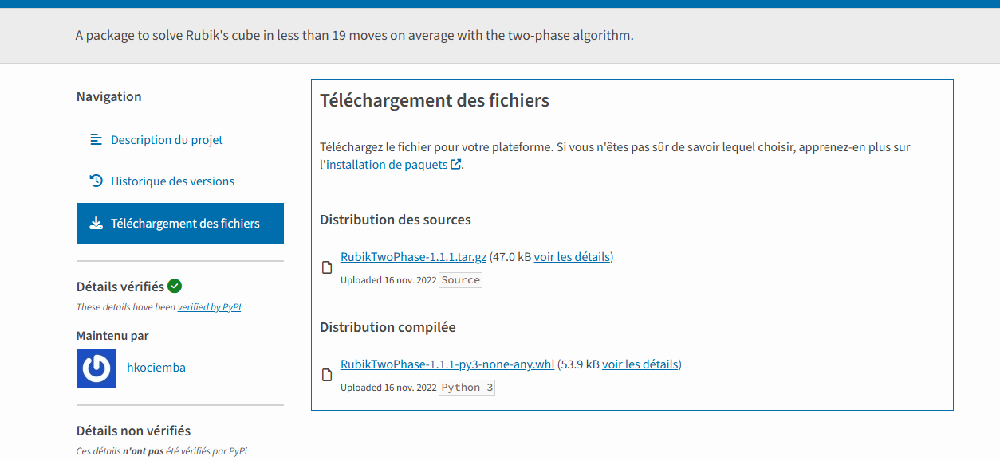 A package to solve Rubik's cube in less than 19 moves on average with the two-phase algorithm.
Navigation
Description du projet
Historique des versions
Téléchargement des fichiers
Détails vérifiés
These details have been verified by PyPI
Maintenu par
hkociemba
Détails non vérifiés
Ces détails n'ont pas été vérifiés par PyPi
Téléchargement des fichiers
Téléchargez le fichier pour votre plateforme. Si vous n'êtes pas sûr de savoir lequel choisir, apprenez-en plus sur
l'installation de paquets.
Distribution des sources
RubikTwoPhase-1.1.1.tar.gz (47.0 kB voir les détails)
Uploaded 16 nov. 2022 Source
Distribution compilée
RubikTwoPhase-1.1.1-py3-none-any.whl (53.9 kB voir les détails)
Uploaded 16 nov. 2022 Python 3